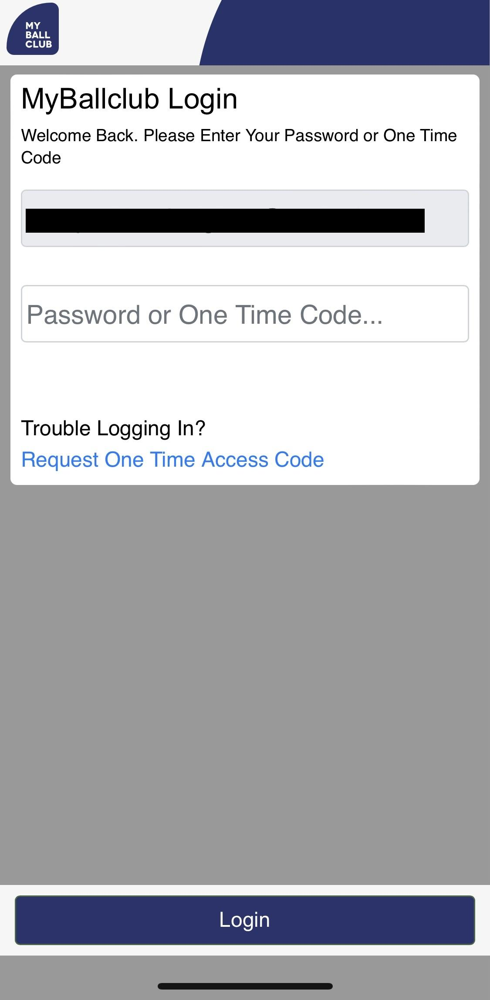 MY
BALL
CLUB
MyBallclub Login
Welcome Back. Please Enter Your Password or One Time
Code
Password or One Time Code...
Trouble Logging In?
Request One Time Access Code
Login